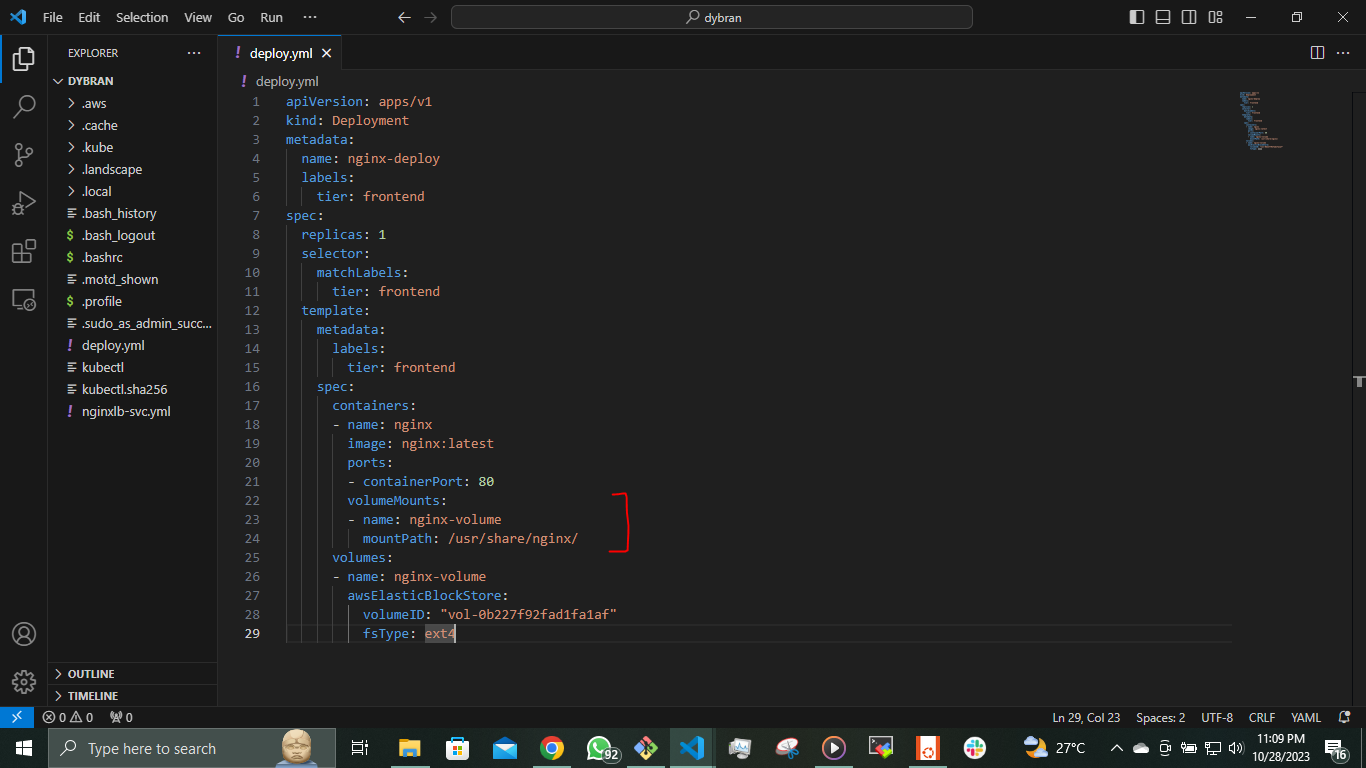 File Edit Selection View Go Run ···
dybran
EXPLORER ···
deploy.yml
DYBRAN
.aws
.cache
.kube
.landscape
.local
.bash_history
$ .bash_logout
$ .bashrc
.motd_shown
$ .profile
.sudo_as_admin_succ...
! deploy.yml
kubectl
kubectl.sha256
! nginxlb-svc.yml
OUTLINE
TIMELINE
! deploy.yml
1 apiVersion: apps/v1
2 kind: Deployment
3 metadata:
4 name: nginx-deploy
5 labels:
6 tier: frontend
7 spec:
8 replicas: 1
9 selector:
10 matchLabels:
11 tier: frontend
12 template:
13 metadata:
14 labels:
15 tier: frontend
16 spec:
17 containers:
18 - name: nginx
19 image: nginx:latest
20 ports:
21 - containerPort: 80
22 volumeMounts:
23 - name: nginx-volume
24 mountPath: /usr/share/nginx/
25 volumes:
26 - name: nginx-volume
27 awsElasticBlockStore:
28 volumeID: "vol-0b227f92fad1fa1af"
29 fsType: ext4
0 0 0 Ln 29, Col 23 Spaces: 2 UTF-8 CRLF YAML
Type here to search
92
27°C
11:09 PM
10/28/2023
16